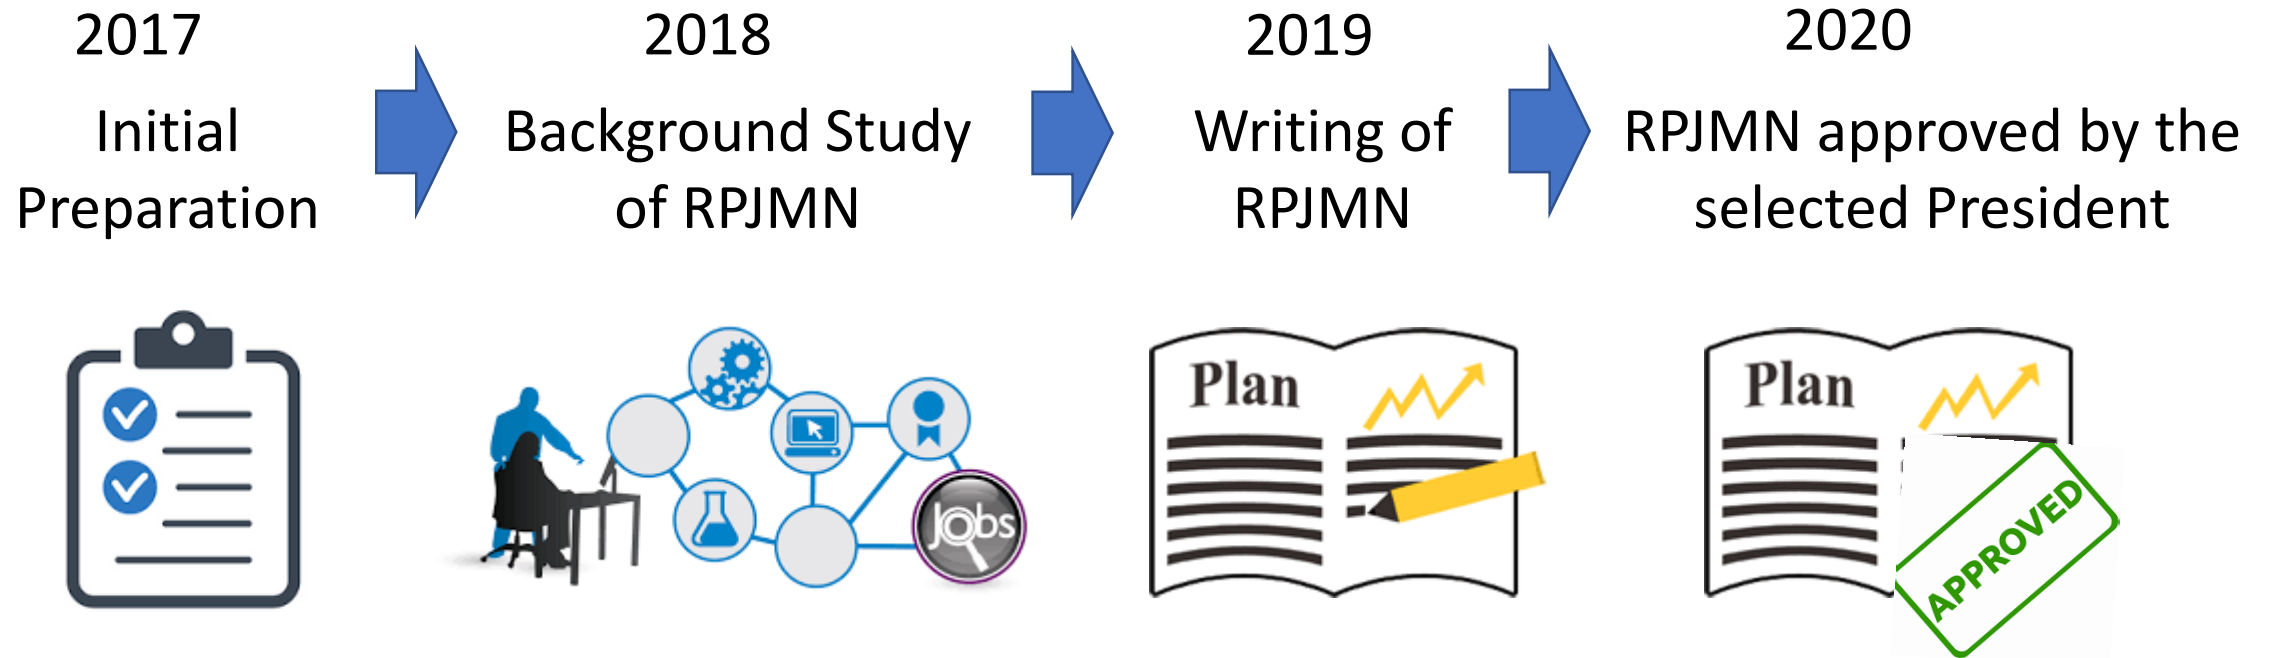 2017
Initial
Preparation
2018
Background Study
of RPJMN
2019
Writing of
RPJMN
2020
RPJMN approved by the
selected President
Jobs
Plan
Plan
APPROVED